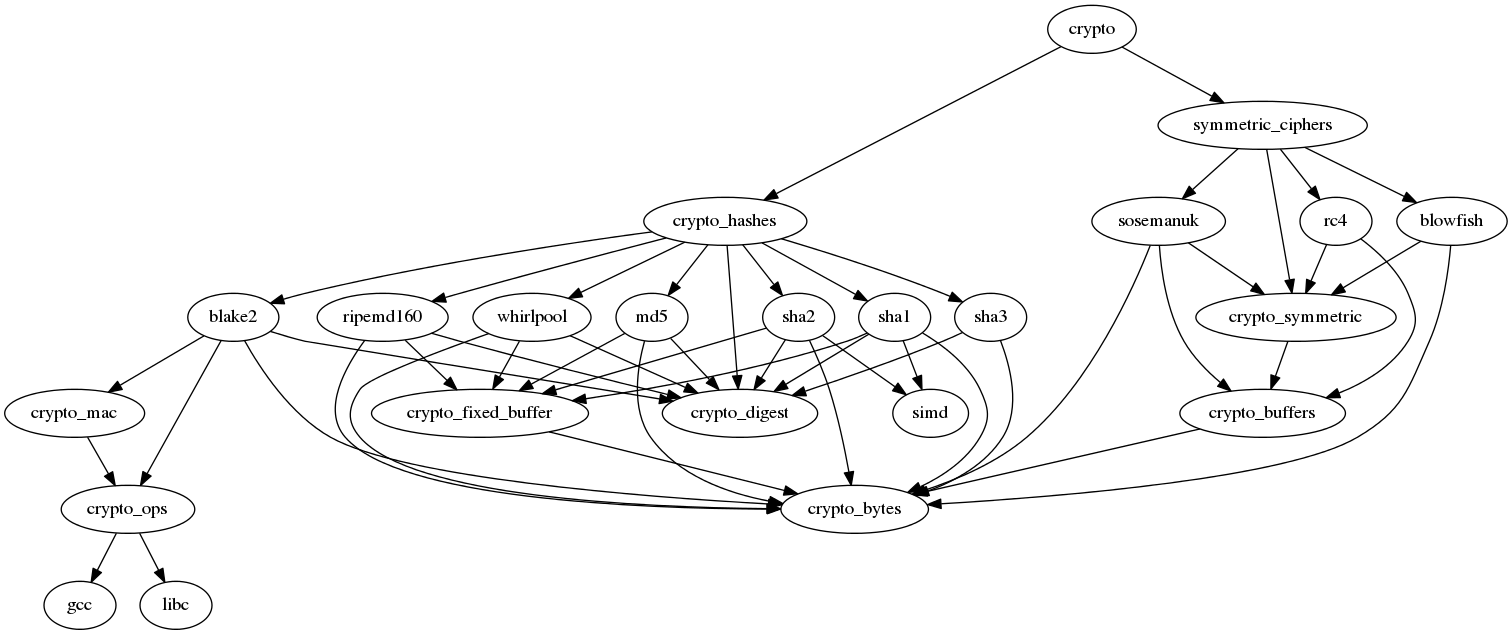 crypto
symmetric_ciphers
crypto_hashes
sosemanuk
rc4
blowfish
blake2
ripemd160
whirlpool
md5
sha2
sha1
sha3
crypto_symmetric
crypto_mac
crypto_fixed_buffer
crypto_digest
simd
crypto_buffers
crypto_ops
crypto_bytes
gcc
libc